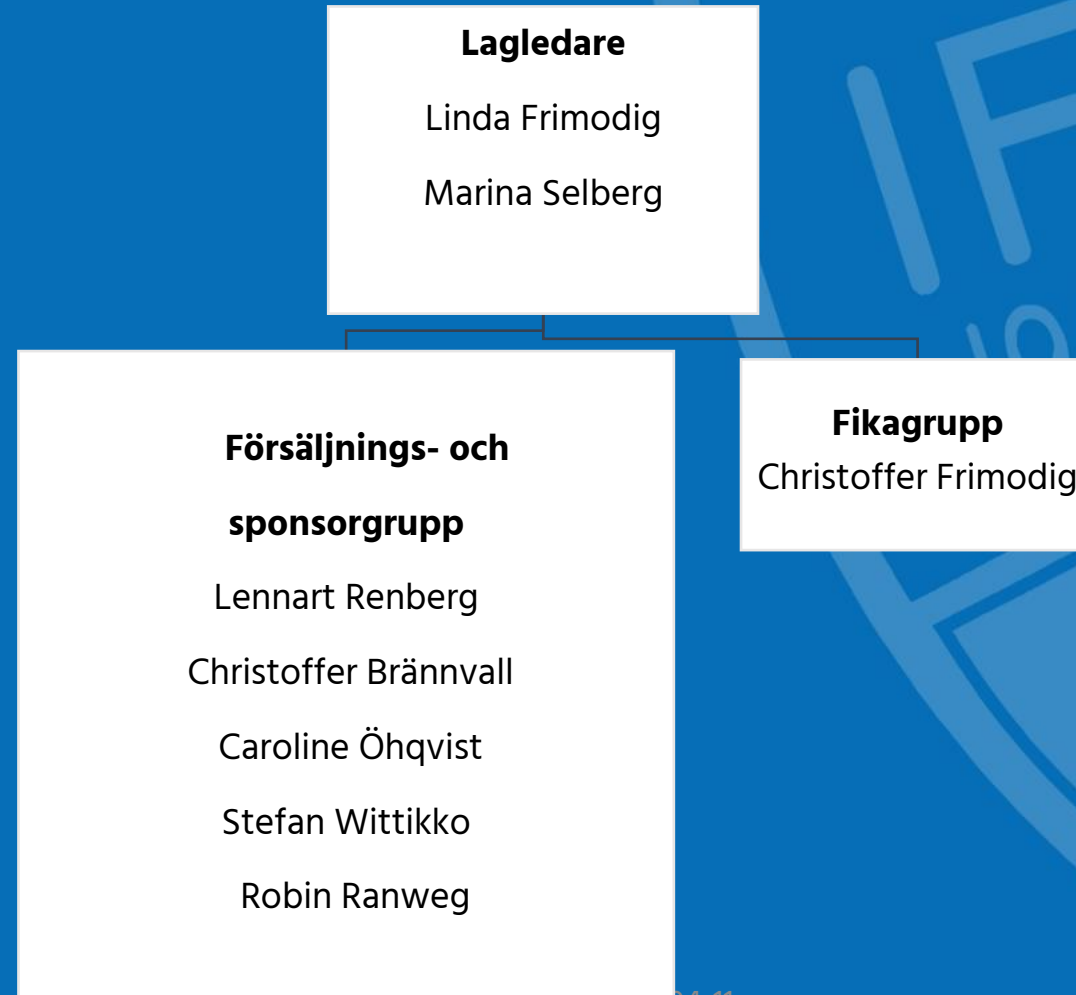 Lagledare
Linda Frimodig
Marina Selberg
Försäljnings- och
sponsorgrupp
Lennart Renberg
Christoffer Brännvall
Caroline Öhqvist
Stefan Wittikko
Robin Ranweg
Fikagrupp
Christoffer Frimodig
IF